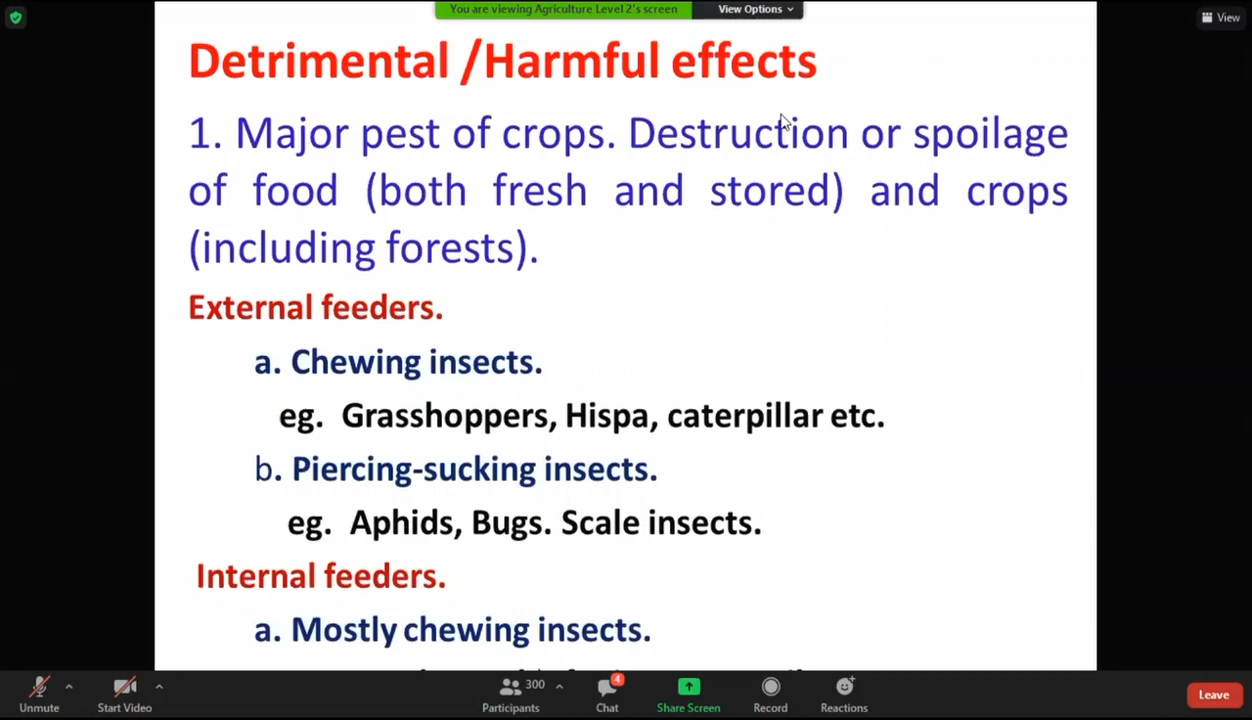 You are viewing Agriculture Level 2's screen
View Options
View
Detrimental /Harmful effects
1. Major pest of crops. Destruction or spoilage
of food (both fresh and stored) and crops
(including forests).
External feeders.
a. Chewing insects.
eg. Grasshoppers, Hispa, caterpillar etc.
b. Piercing-sucking insects.
eg. Aphids, Bugs. Scale insects.
Internal feeders.
a. Mostly chewing insects.
300
4
Unmute
Start Video
Participants
Chat
Share Screen
Record
Reactions
Leave